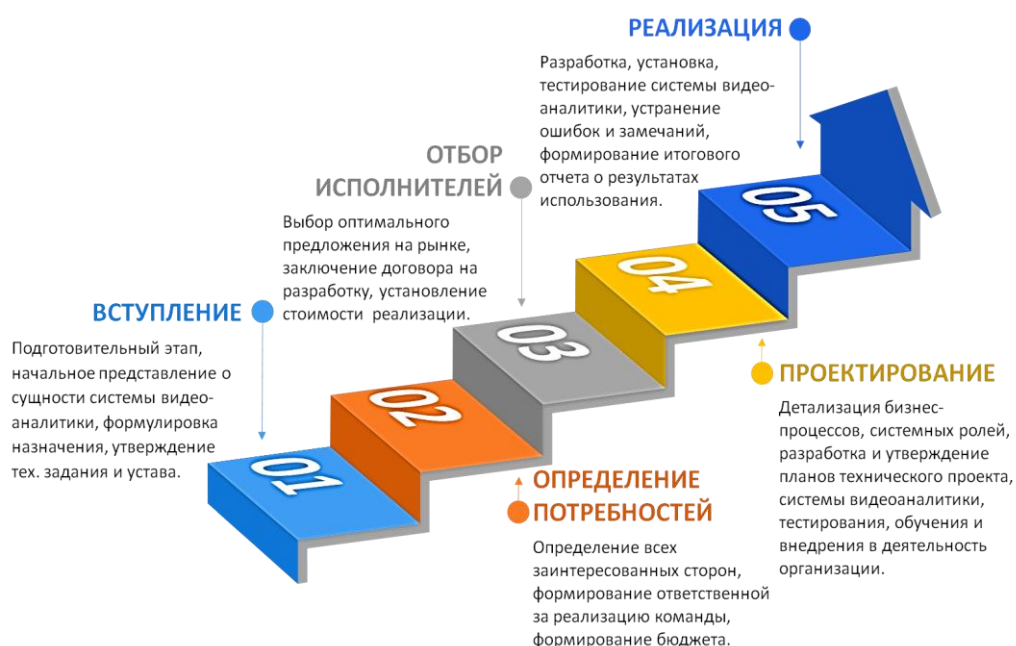 ВСТУПЛЕНИЕ
Подготовительный этап,
начальное представление о
сущности системы видео-
аналитики, формулировка
назначения, утверждение
тех. задания и устава.
01
ОПРЕДЕЛЕНИЕ
ПОТРЕБНОСТЕЙ
Определение всех
заинтересованных сторон,
формирование ответственной
за реализацию команды,
формирование бюджета.
02
ОТБОР
ИСПОЛНИТЕЛЕЙ
Выбор оптимального
предложения на рынке,
заключение договора на
разработку, установление
стоимости реализации.
03
ПРОЕКТИРОВАНИЕ
Детализация бизнес-
процессов, системных ролей,
разработка и утверждение
планов технического проекта,
системы видеоаналитики,
тестирования, обучения и
внедрения в деятельность
организации.
04
РЕАЛИЗАЦИЯ
Разработка, установка,
тестирование системы видео-
аналитики, устранение
ошибок и замечаний,
формирование итогового
отчета о результатах
использования.
05